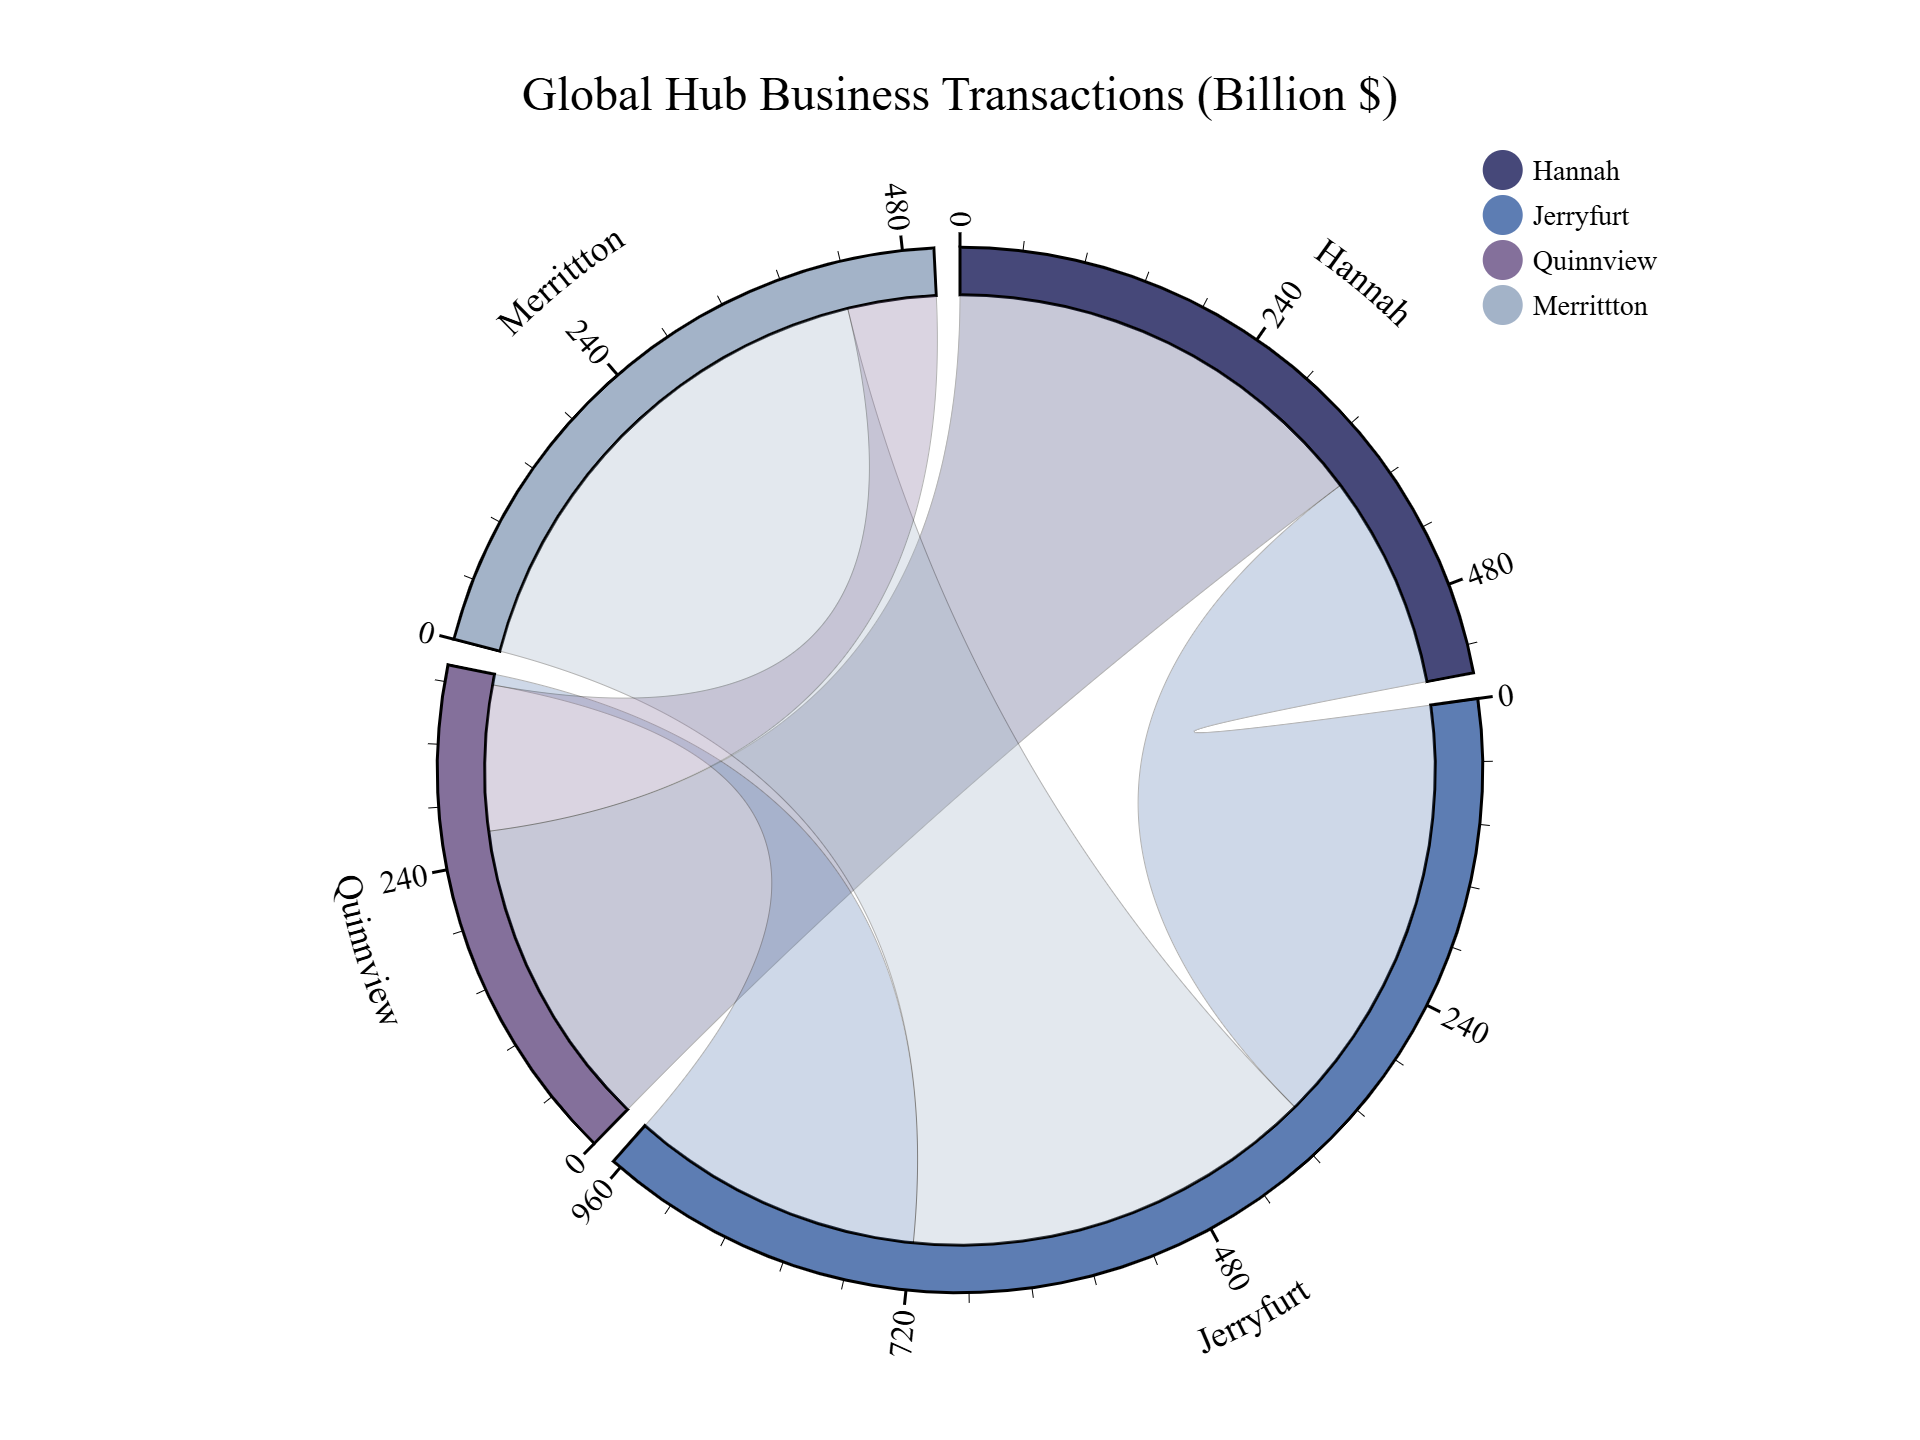 Global Hub Business Transactions (Billion $)
Hannah
Jerryfurt
Quinnview
Merrittton
0
240
480
Hannah
0
240
480
720
960
Jerryfurt
0
240
Quinnview
0
240
480
Merrittton